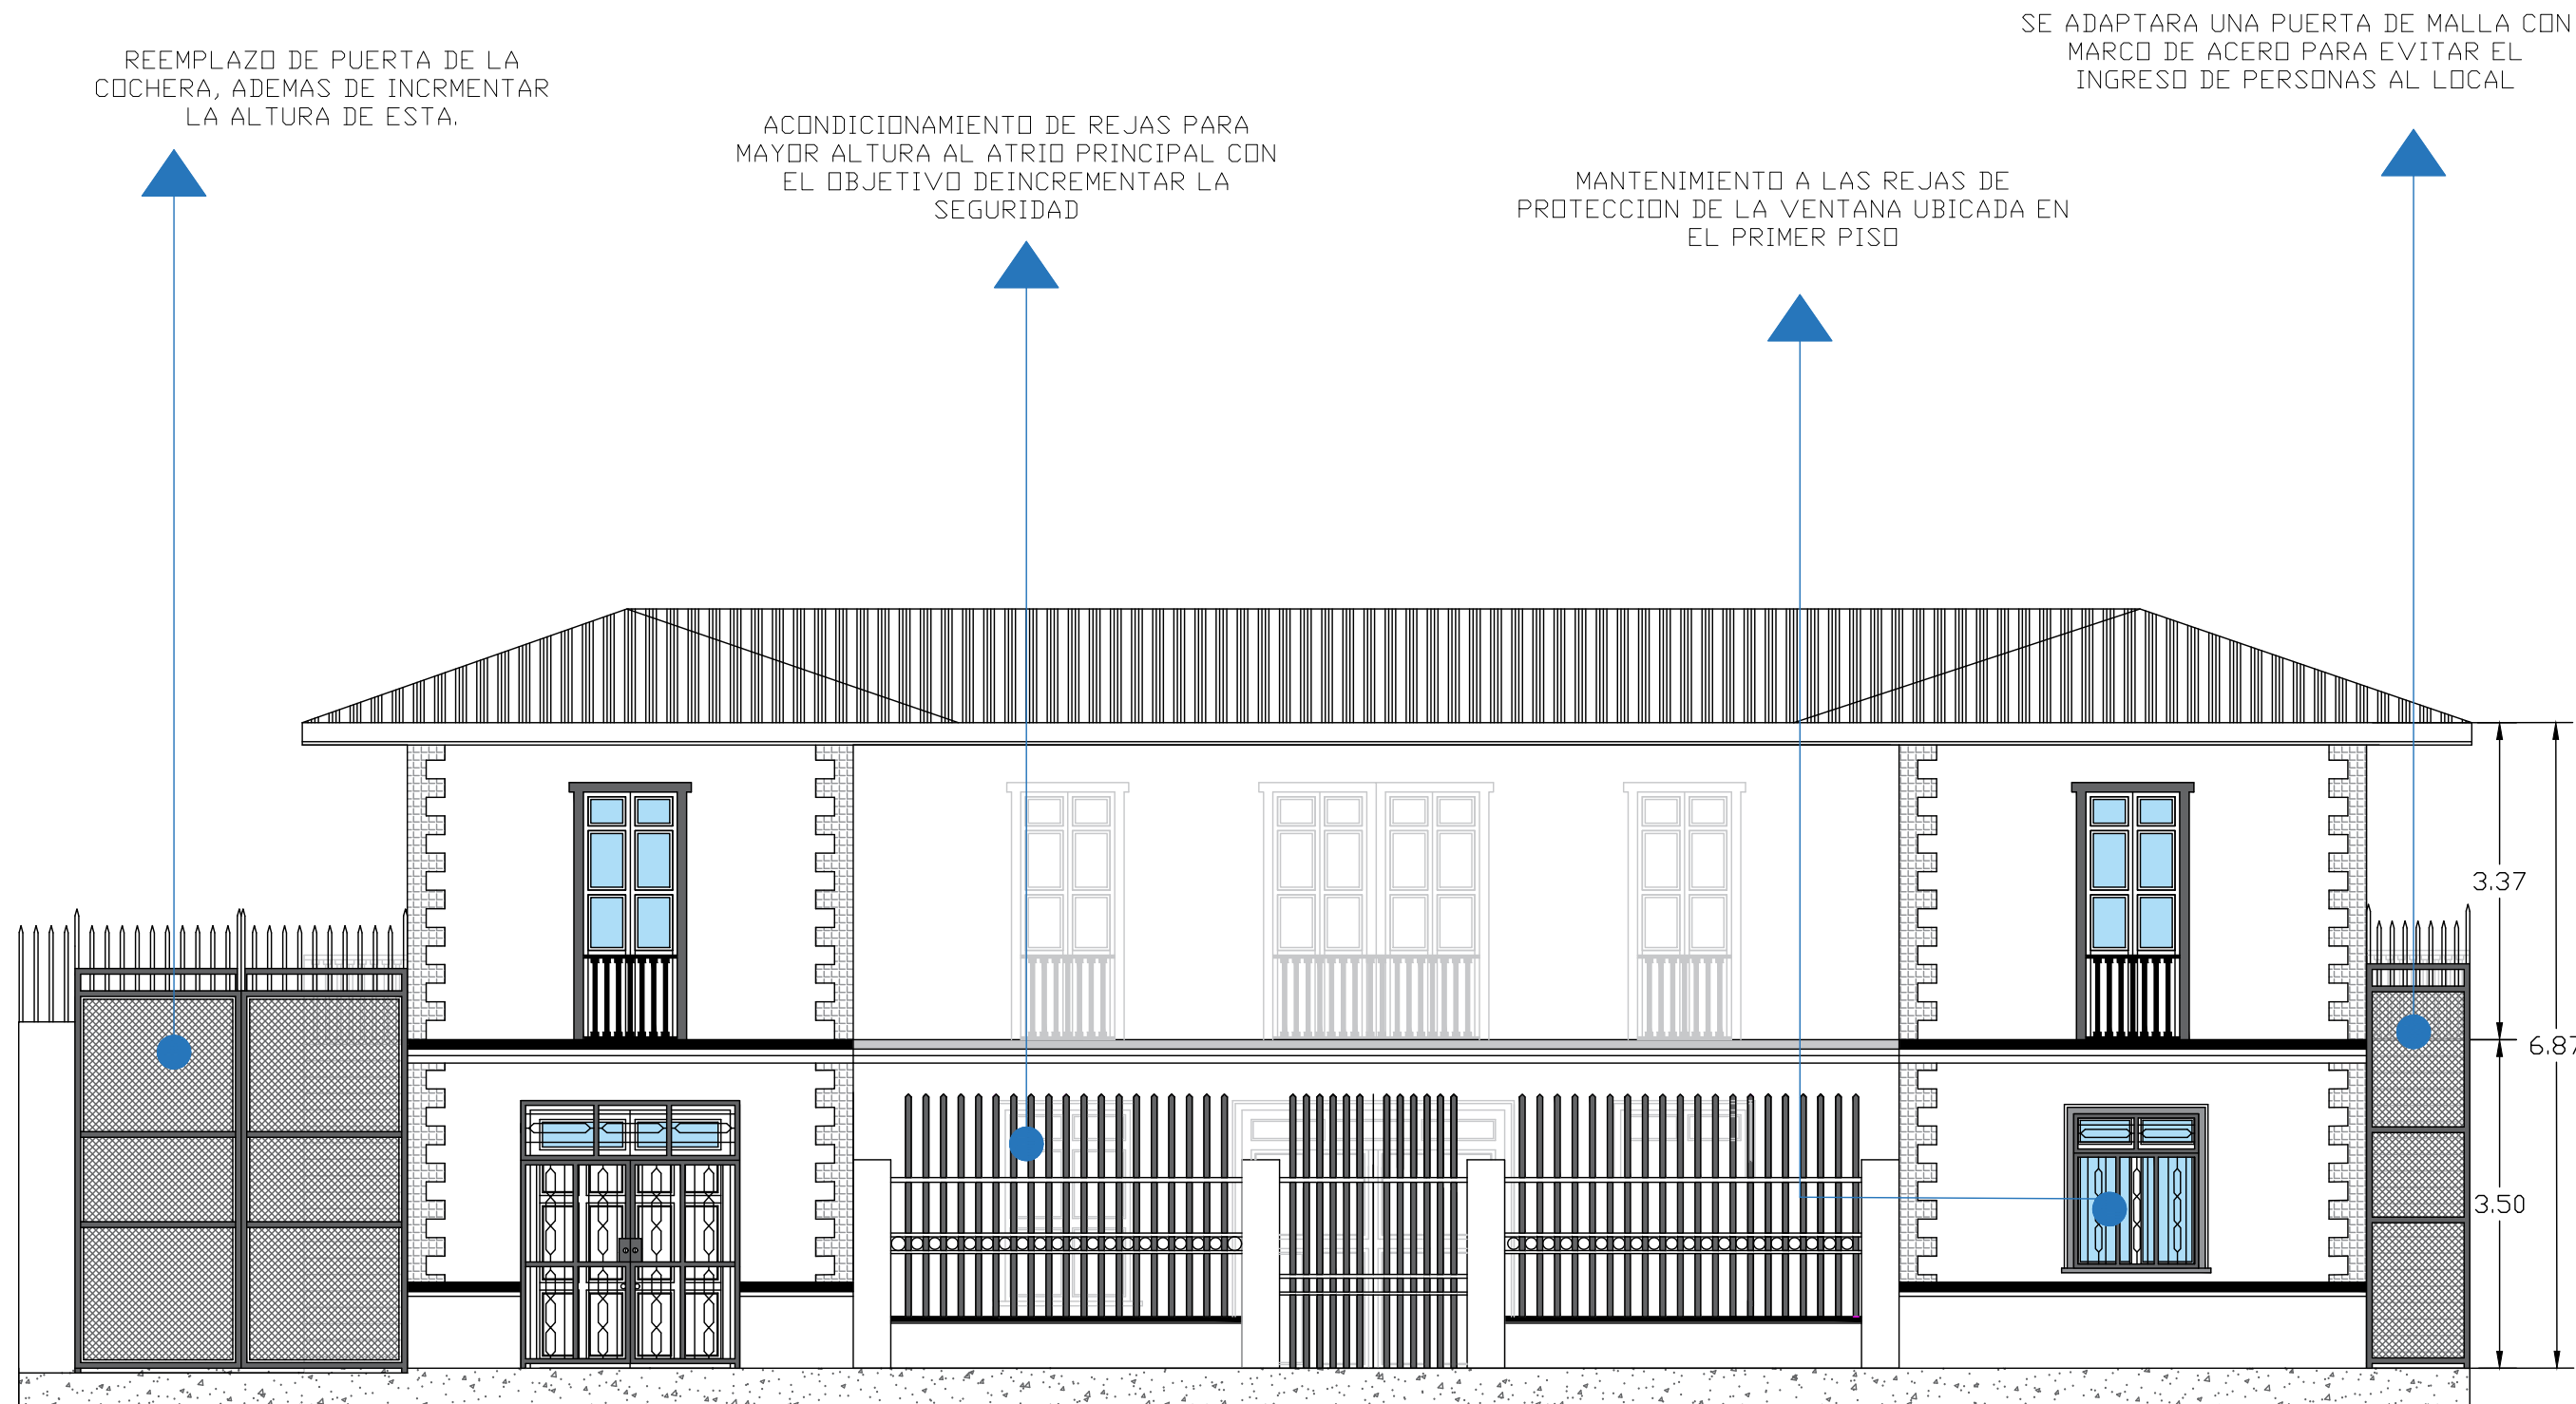 REEMPLAZO DE PUERTA DE LA
COCHERA, ADEMAS DE INCRMENTAR
LA ALTURA DE ESTA.
ACONDICIONAMIENTO DE REJAS PARA
MAYOR ALTURA AL ATRIO PRINCIPAL CON
EL OBJETIVO DEINCREMENTAR LA
SEGURIDAD
MANTENIMIENTO A LAS REJAS DE
PROTECCION DE LA VENTANA UBICADA EN
EL PRIMER PISO
SE ADAPTARA UNA PUERTA DE MALLA CON
MARCO DE ACERO PARA EVITAR EL
INGRESO DE PERSONAS AL LOCAL
3.37
6.87
3.50